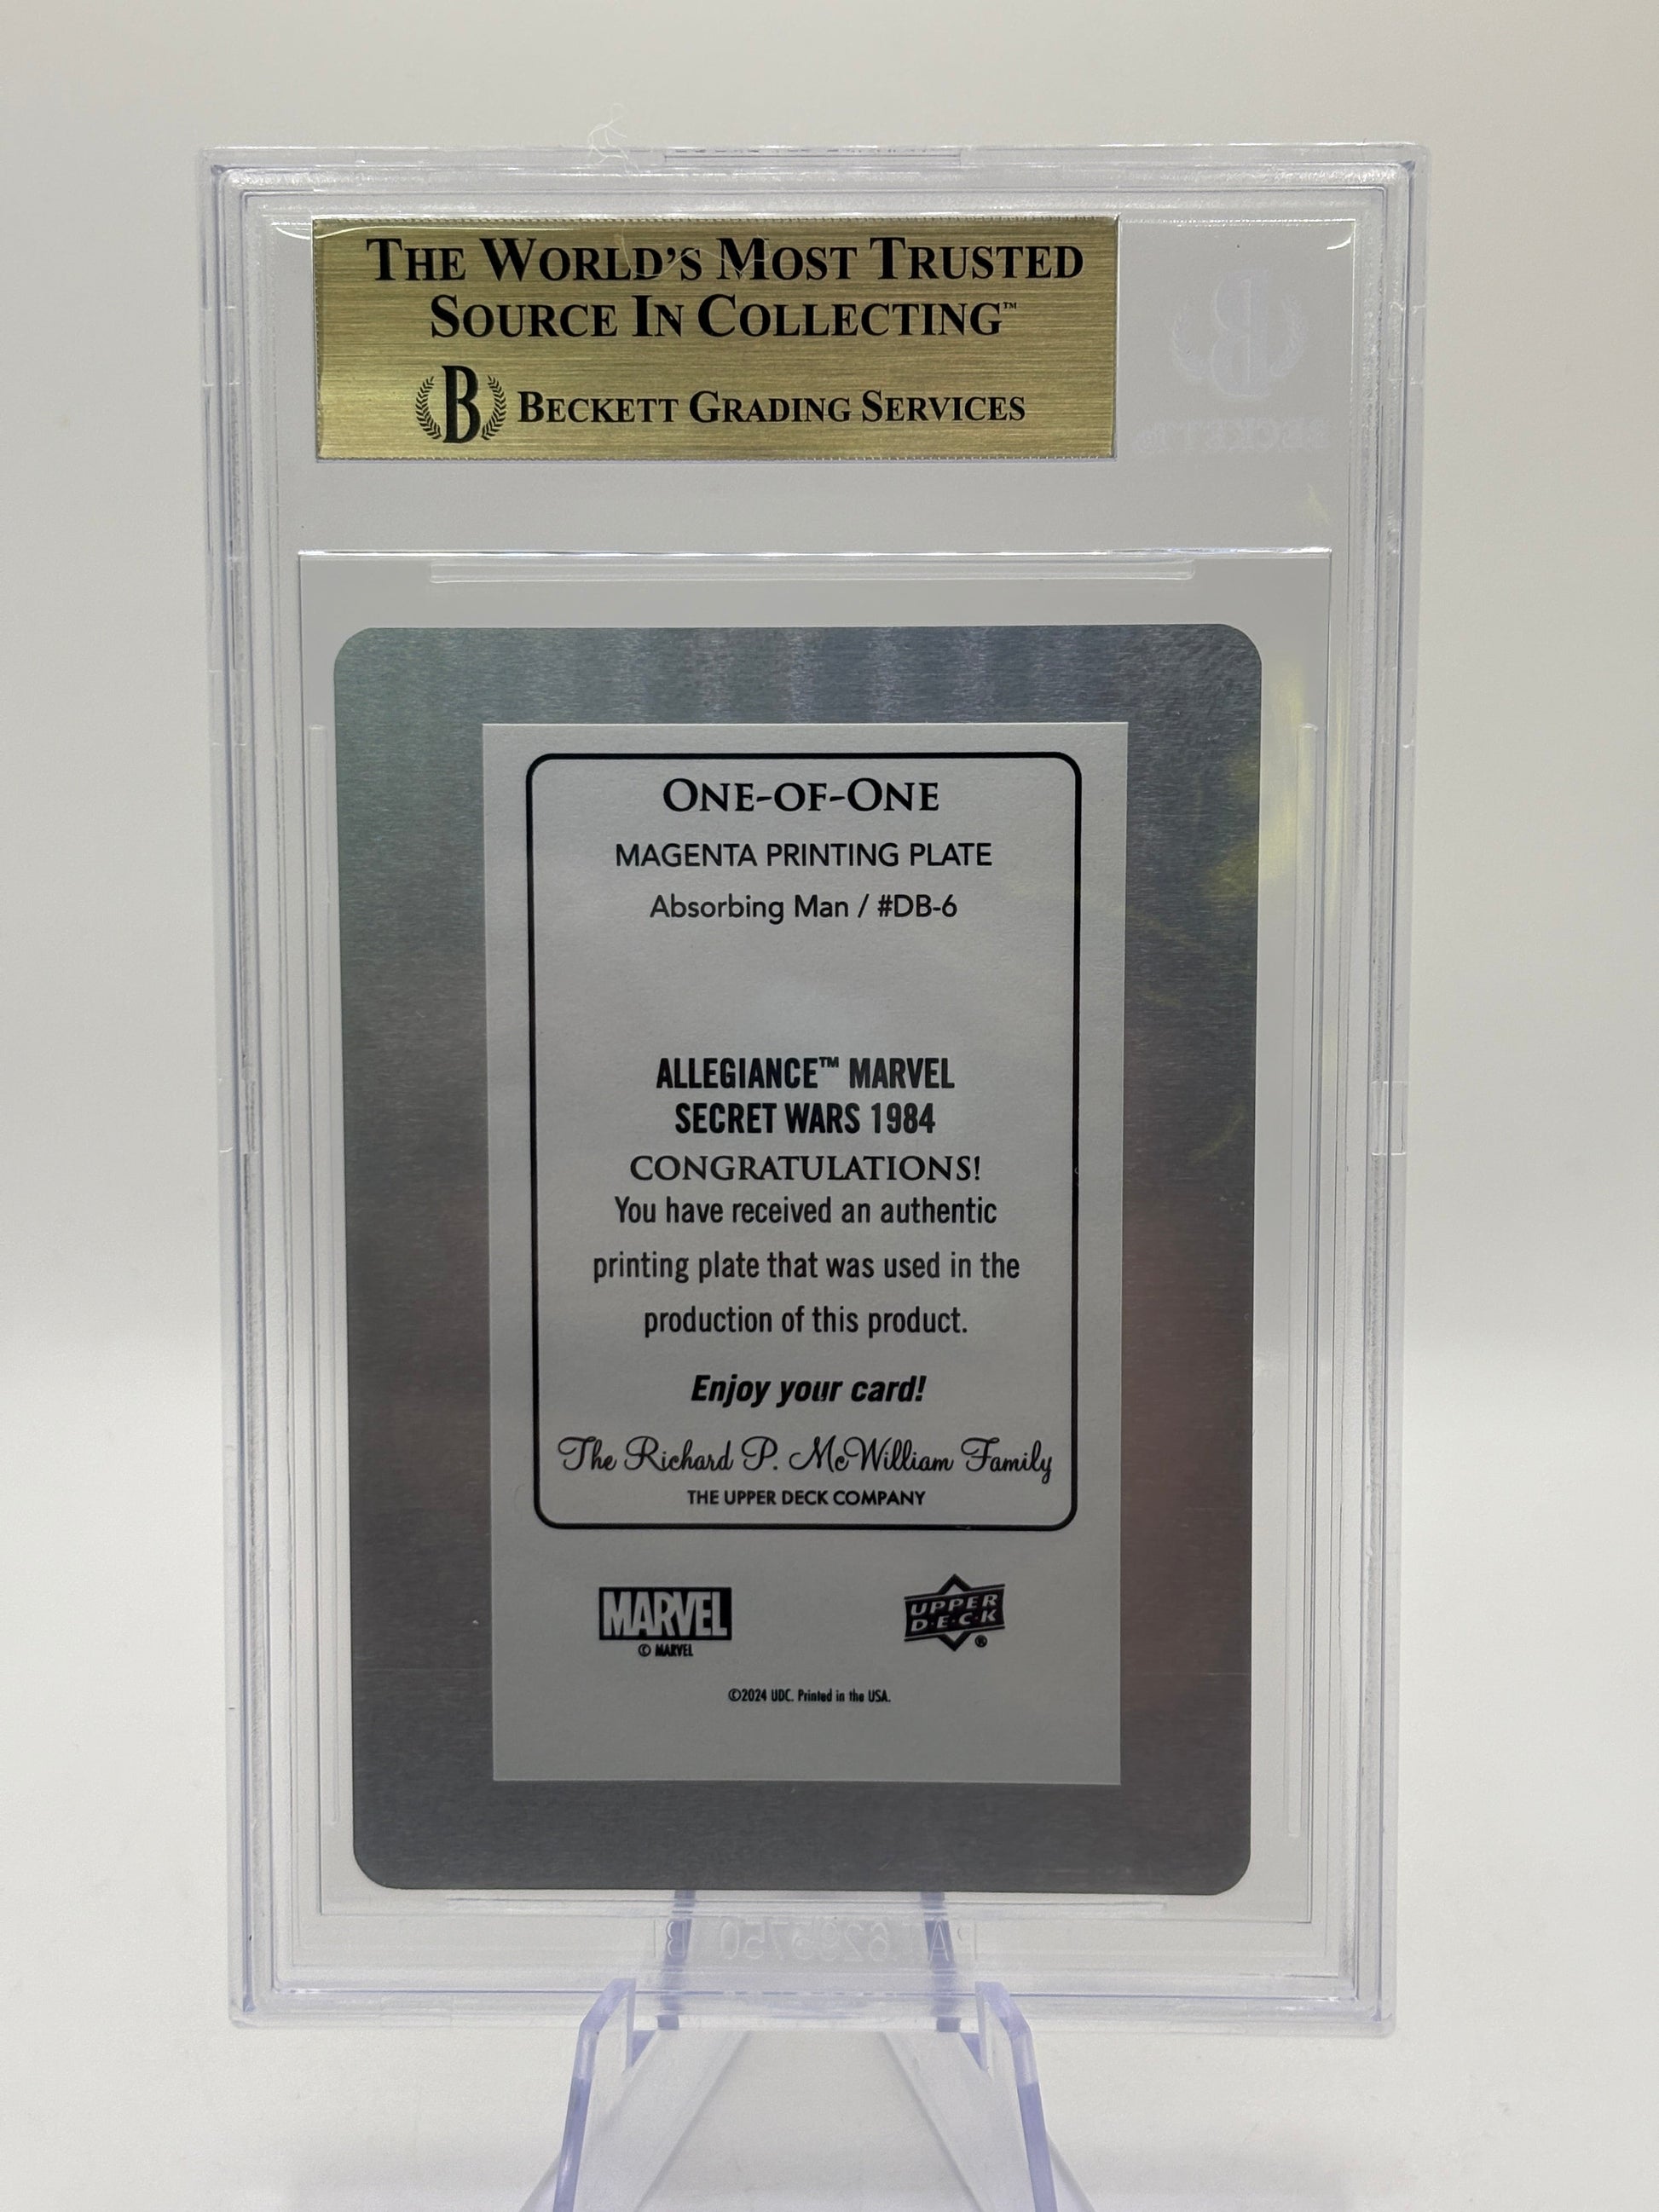 THE WORLD'S MOST TRUSTED
SOURCE IN COLLECTING™
B BECKETT GRADING SERVICES
ONE-OF-ONE
MAGENTA PRINTING PLATE
Absorbing Man / #DB-6
ALLEGIANCE™ MARVEL
SECRET WARS 1984
CONGRATULATIONS!
You have received an authentic
printing plate that was used in the
production of this product.
Enjoy your card!
The Richard P. McWilliam Family
THE UPPER DECK COMPANY
MARVEL
© MARVEL
UPPER
D·E·C·K
®
©2024 UDC. Printed in the USA.